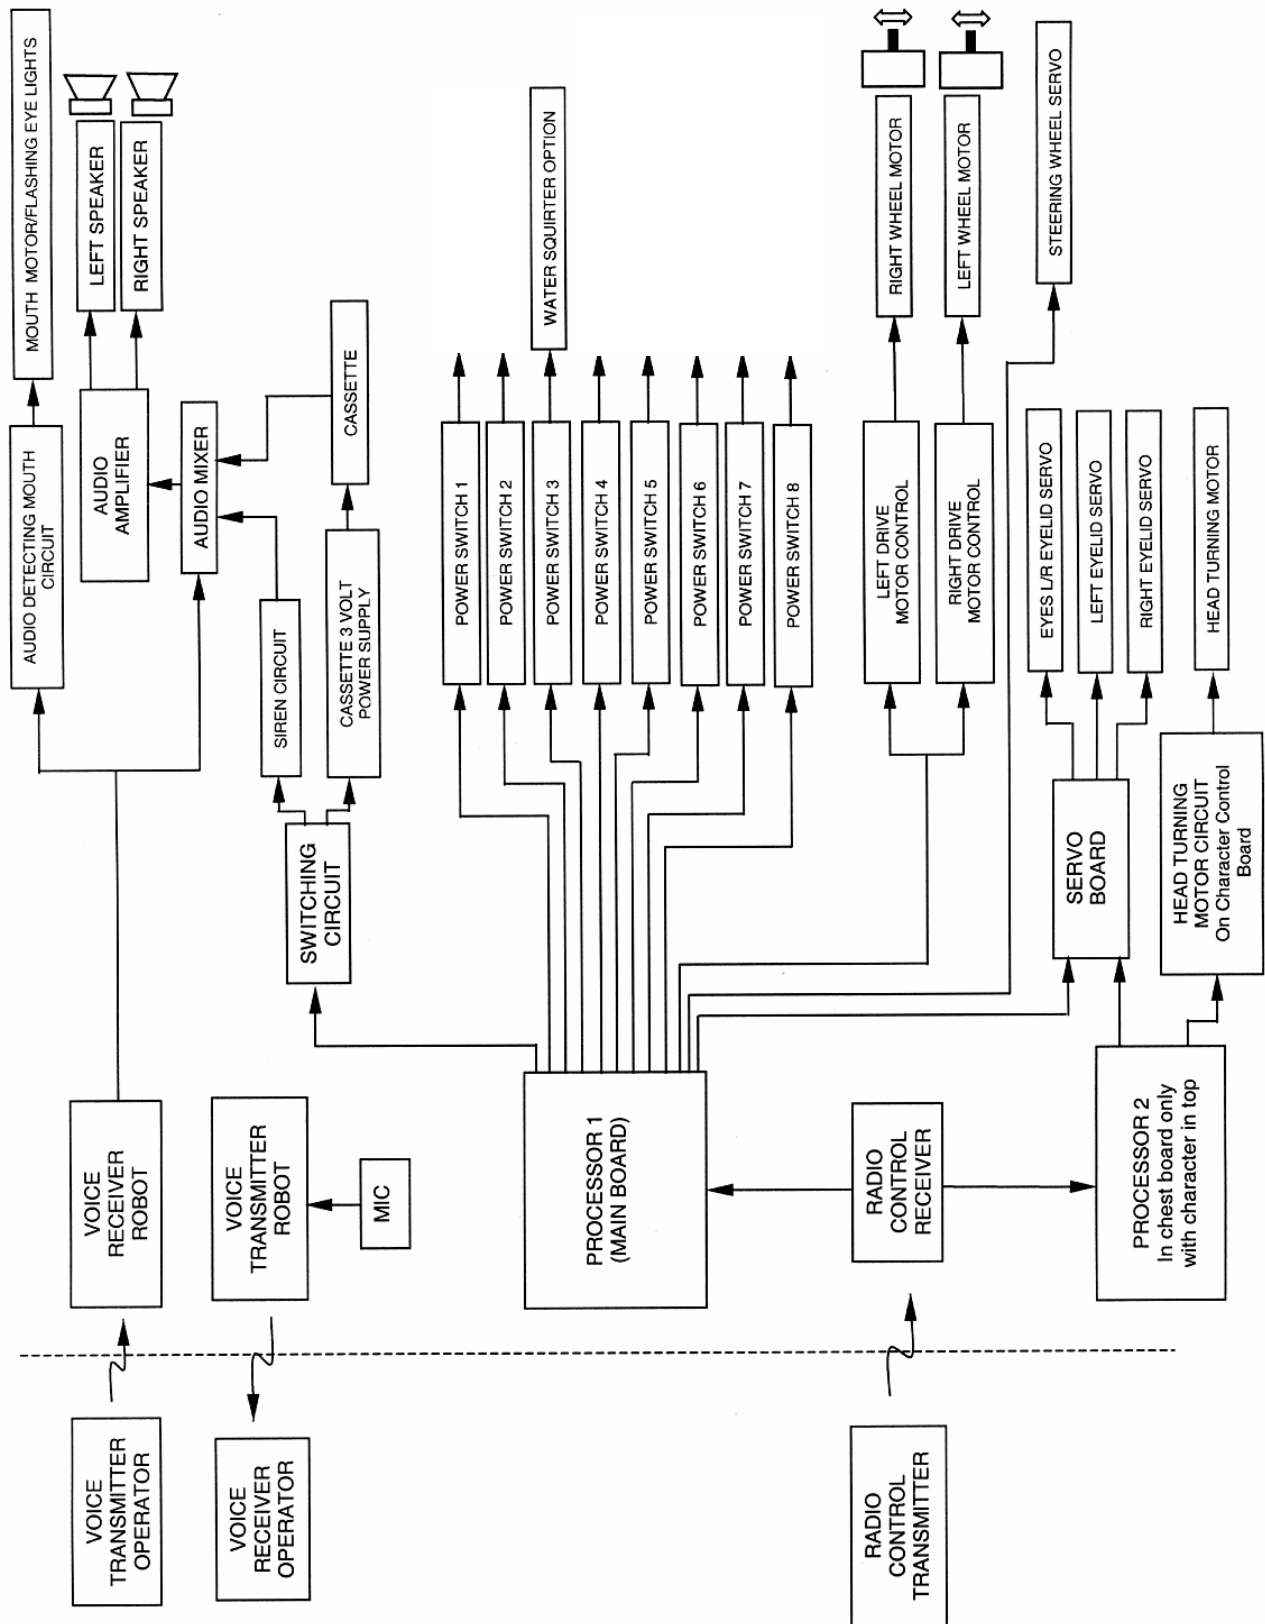 VOICE
TRANSMITTER
OPERATOR
VOICE
RECEIVER
OPERATOR
RADIO
CONTROL
TRANSMITTER
VOICE
RECEIVER
ROBOT
VOICE
TRANSMITTER
ROBOT
MIC
PROCESSOR 1
(MAIN BOARD)
RADIO
CONTROL
RECEIVER
PROCESSOR 2
In chest board only
with character in top
SWITCHING
CIRCUIT
SERVO
BOARD
HEAD TURNING
MOTOR CIRCUIT
On Character Control
Board
AUDIO DETECTING MOUTH
CIRCUIT
AUDIO
AMPLIFIER
AUDIO MIXER
SIREN CIRCUIT
CASSETTE 3 VOLT
POWER SUPPLY
POWER SWITCH 1
POWER SWITCH 2
POWER SWITCH 3
POWER SWITCH 4
POWER SWITCH 5
POWER SWITCH 6
POWER SWITCH 7
POWER SWITCH 8
LEFT DRIVE
MOTOR CONTROL
RIGHT DRIVE
MOTOR CONTROL
EYES L/R EYELID SERVO
LEFT EYELID SERVO
RIGHT EYELID SERVO
HEAD TURNING MOTOR
MOUTH MOTOR/FLASHING EYE LIGHTS
LEFT SPEAKER
RIGHT SPEAKER
CASSETTE
WATER SQUIRTER OPTION
RIGHT WHEEL MOTOR
LEFT WHEEL MOTOR
STEERING WHEEL SERVO